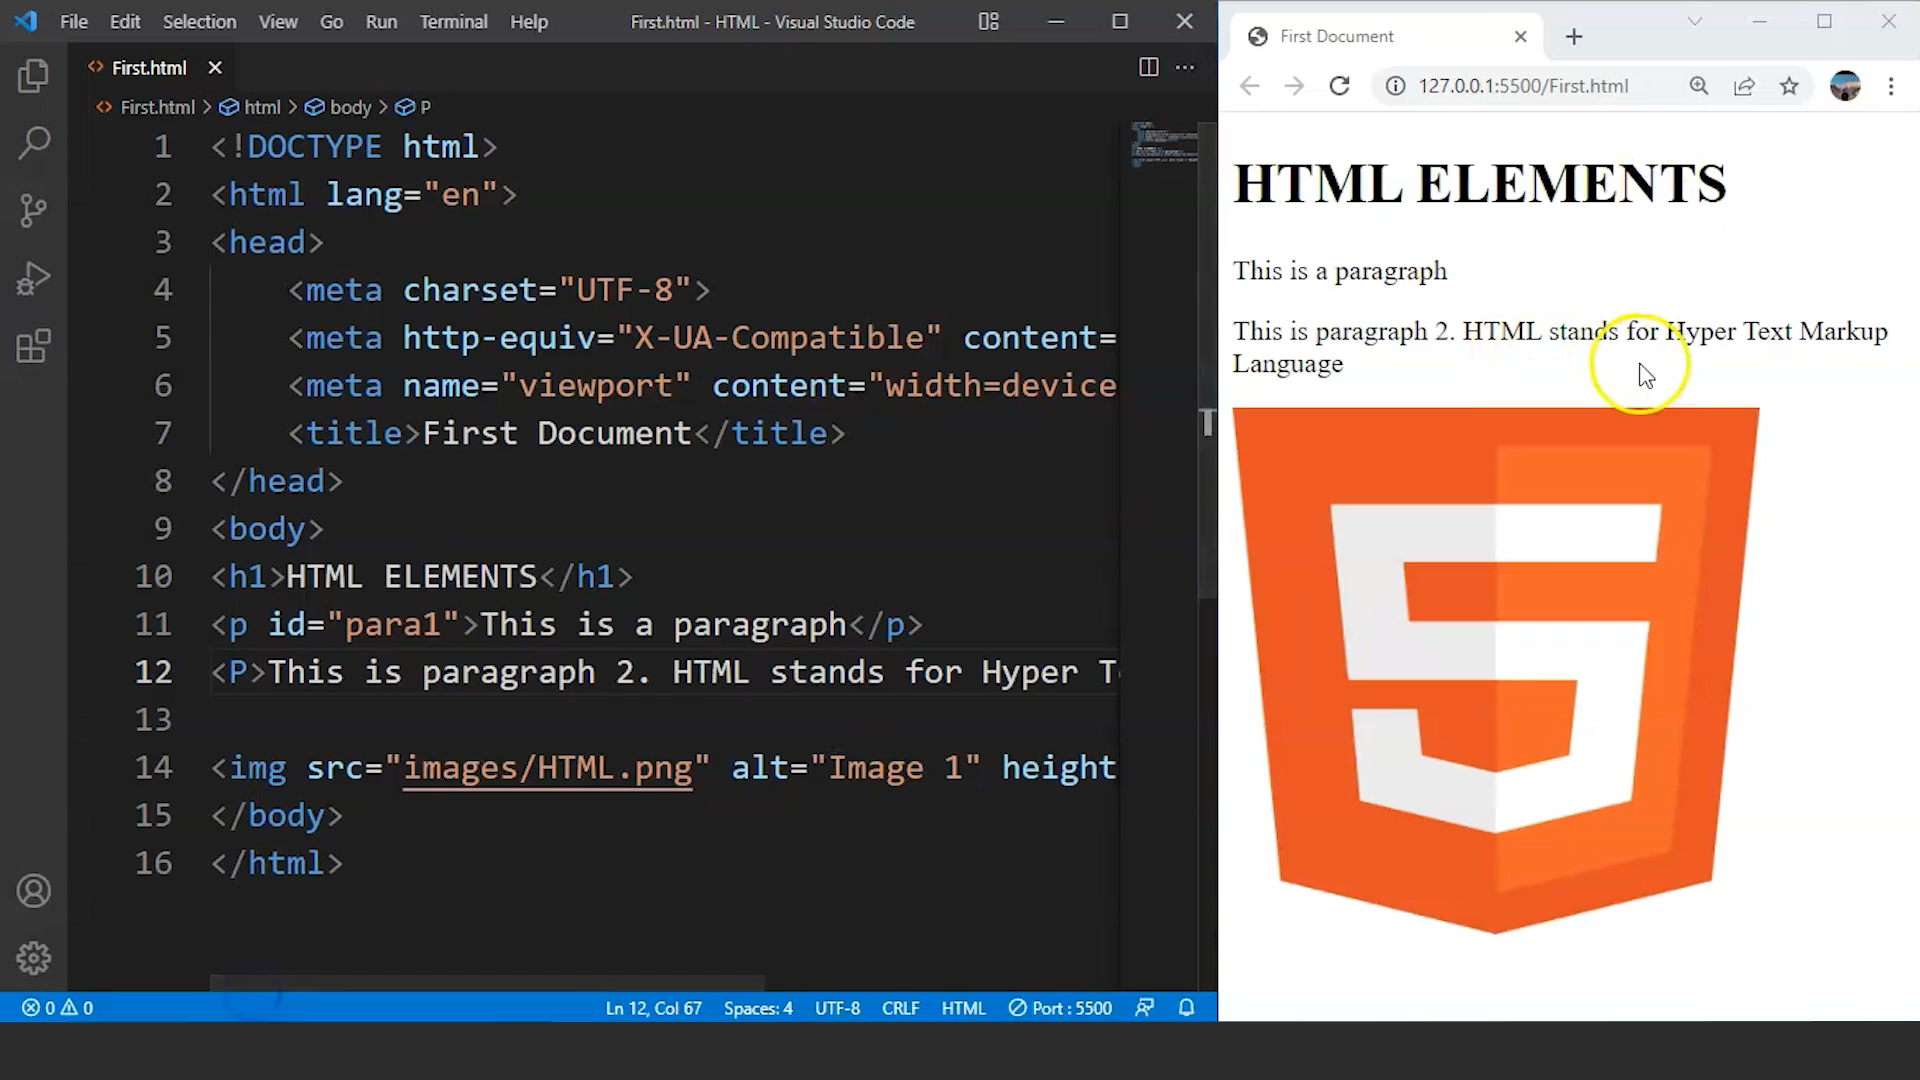 File Edit Selection View Go Run Terminal Help First.html - HTML - Visual Studio Code
First.html
First.html > html > body > P
1 <!DOCTYPE html>
2 <html lang="en">
3 <head>
4 <meta charset="UTF-8">
5 <meta http-equiv="X-UA-Compatible" content=
6 <meta name="viewport" content="width=device
7 <title>First Document</title>
8 </head>
9 <body>
10 <h1>HTML ELEMENTS</h1>
11 <p id="para1">This is a paragraph</p>
12 <P>This is paragraph 2. HTML stands for Hyper T
13
14 <img src="images/HTML.png" alt="Image 1" height
15 </body>
16 </html>
0 0 Ln 12, Col 67 Spaces: 4 UTF-8 CRLF HTML Port : 5500
First Document
127.0.0.1:5500/First.html
HTML ELEMENTS
This is a paragraph
This is paragraph 2. HTML stands for Hyper Text Markup
Language
5